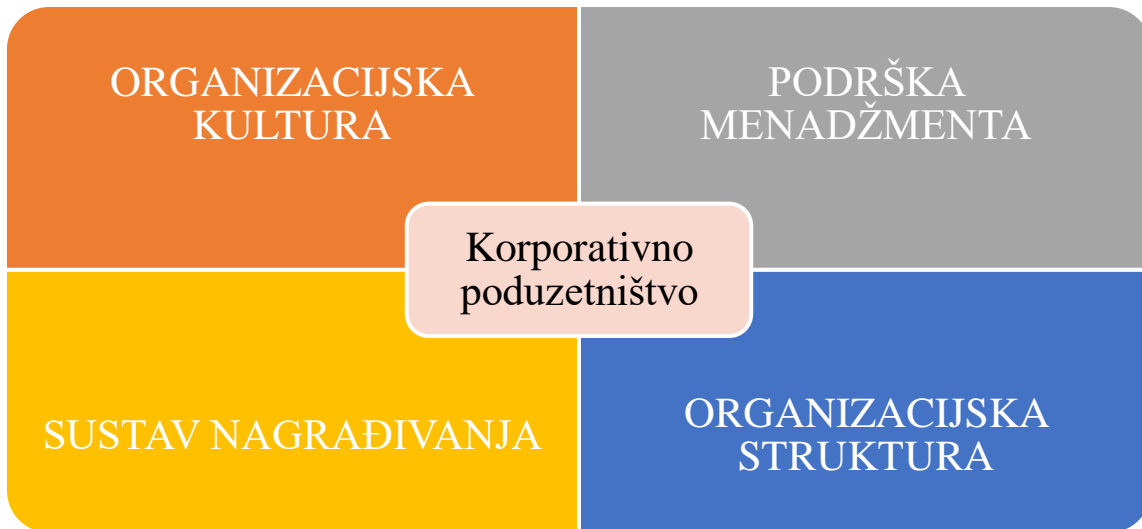 ORGANIZACIJSKA
KULTURA
PODRŠKA
MENADŽMENTA
Korporativno
poduzetništvo
SUSTAV NAGRAĐIVANJA
ORGANIZACIJSKA
STRUKTURA